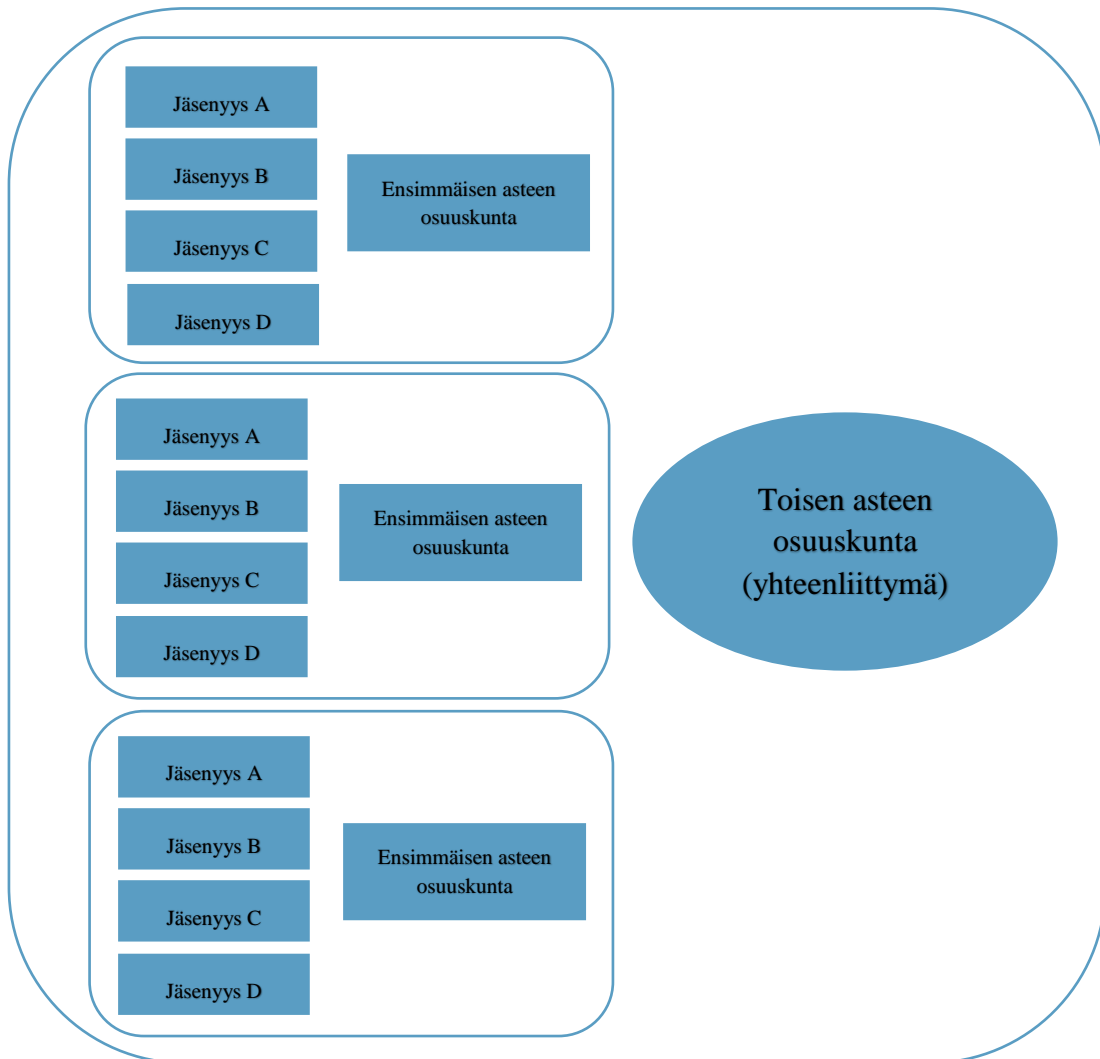 Jäsenyys A
Jäsenyys B
Jäsenyys C
Jäsenyys D
Ensimmäisen asteen
osuuskunta
Jäsenyys A
Jäsenyys B
Jäsenyys C
Jäsenyys D
Ensimmäisen asteen
osuuskunta
Jäsenyys A
Jäsenyys B
Jäsenyys C
Jäsenyys D
Ensimmäisen asteen
osuuskunta
Toisen asteen
osuuskunta
(yhteenliittymä)